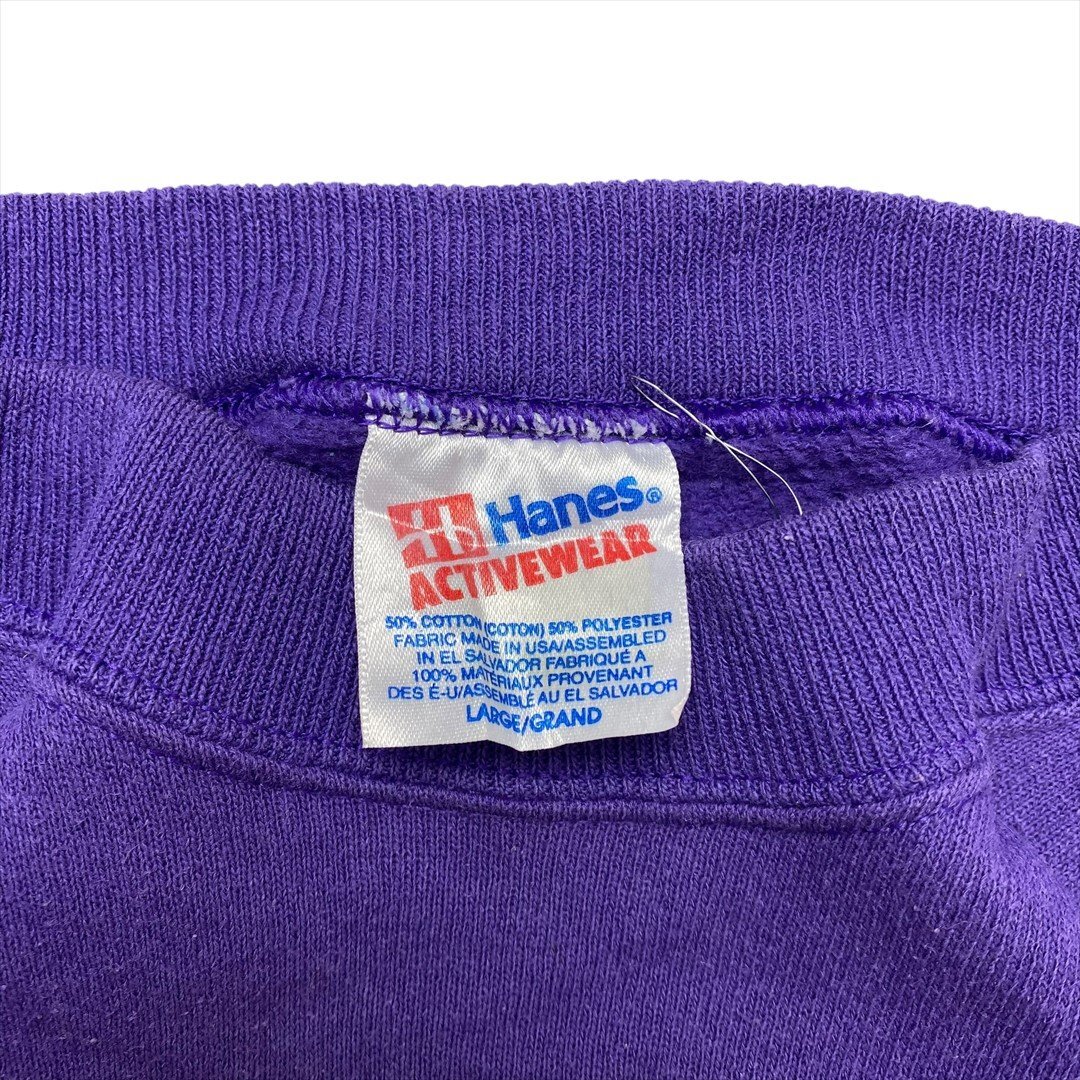 Hanes®
ACTIVEWEAR
50% COTTON (COTON) 50% POLYESTER
FABRIC MADE IN USA/ASSEMBLED
IN EL SALVADOR FABRIQUÉ A
100% MATÉRIAUX PROVENANT
DES É-U/ASSEMBLÉ AU EL SALVADOR
LARGE/GRAND